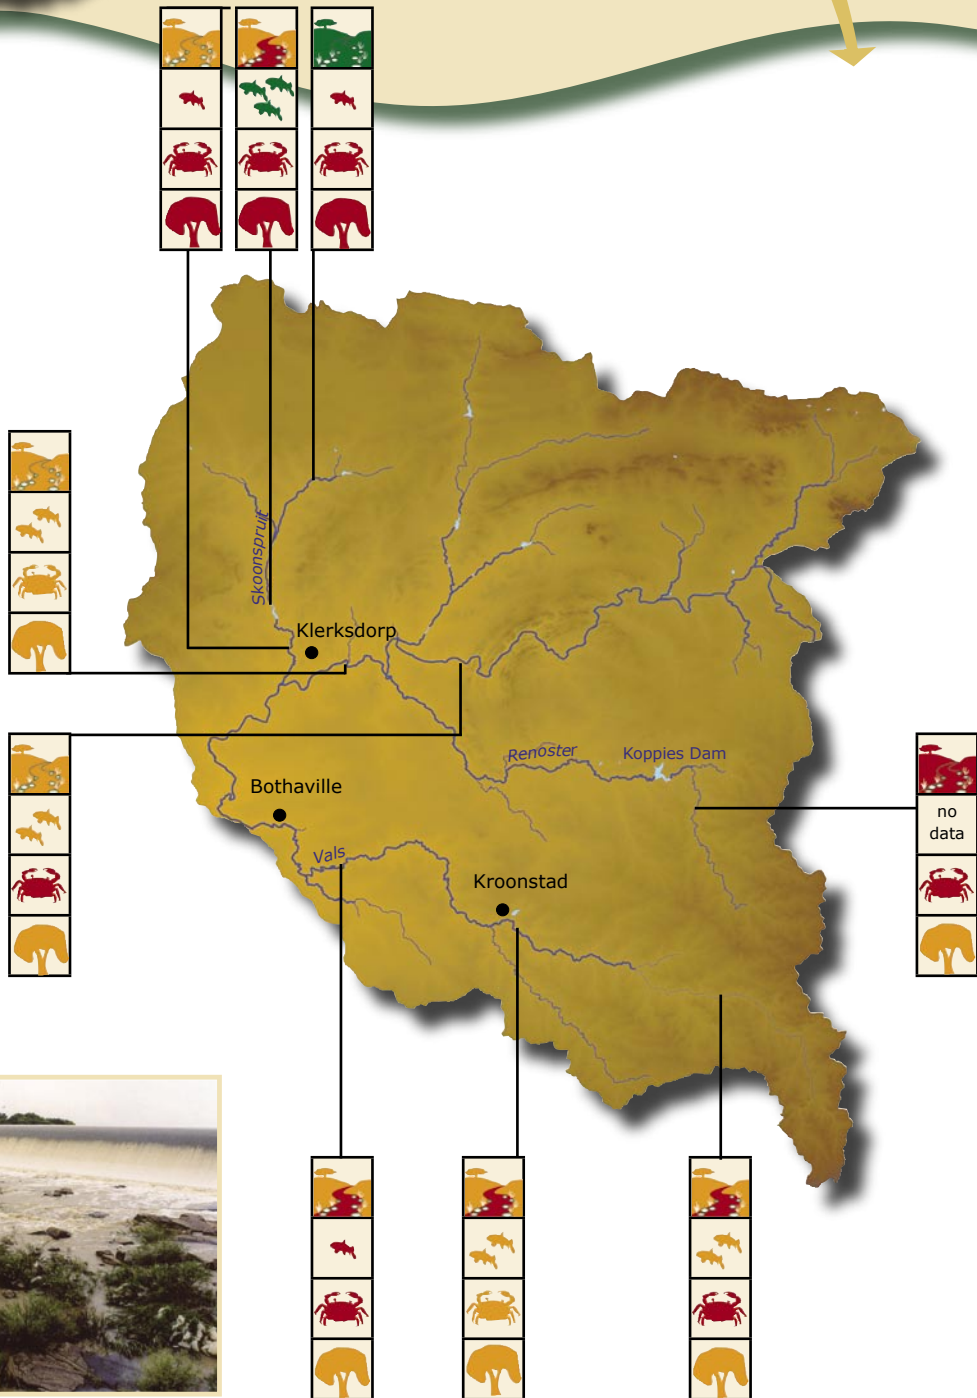 Skoonspruit
Klerksdorp
Renoster
Koppies Dam
Bothaville
no
data
Vals
Kroonstad